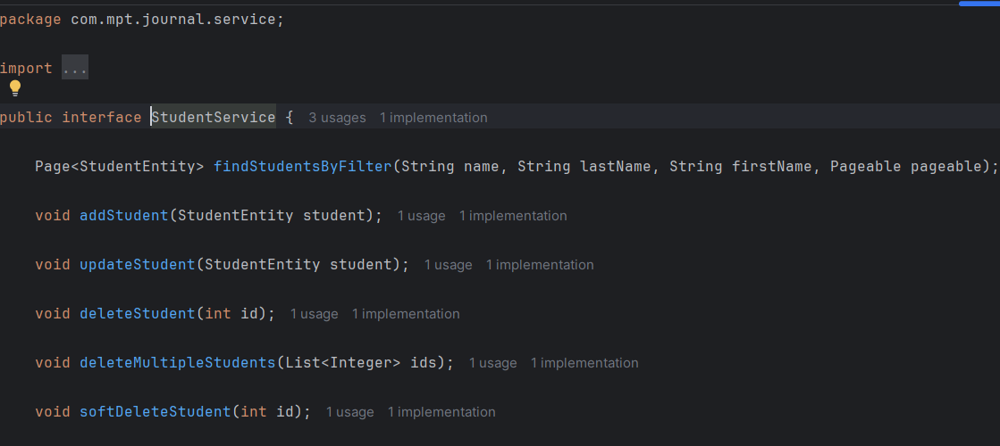 package com.mpt.journal.service;
import ...
public interface StudentService { 3 usages 1 implementation
Page<StudentEntity> findStudentsByFilter(String name, String lastName, String firstName, Pageable pageable);
void addStudent(StudentEntity student); 1 usage 1 implementation
void updateStudent(StudentEntity student); 1 usage 1 implementation
void deleteStudent(int id); 1 usage 1 implementation
void deleteMultipleStudents(List<Integer> ids); 1 usage 1 implementation
void softDeleteStudent(int id); 1 usage 1 implementation